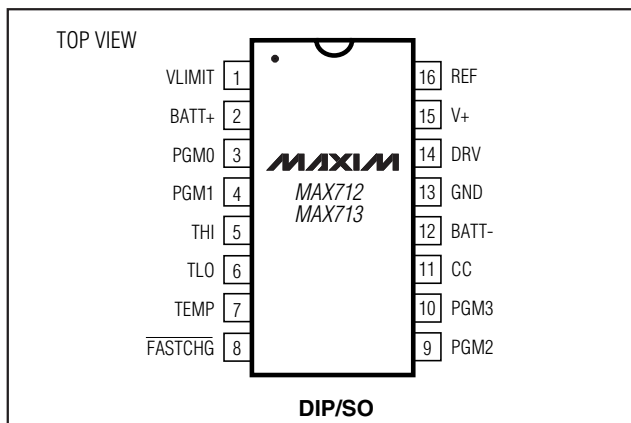 TOP VIEW
VLIMIT 1
BATT+ 2
PGM0 3
PGM1 4
THI 5
TLO 6
TEMP 7
FASTCHG 8
MAXIM
MAX712
MAX713
16 REF
15 V+
14 DRV
13 GND
12 BATT-
11 CC
10 PGM3
9 PGM2
DIP/SO